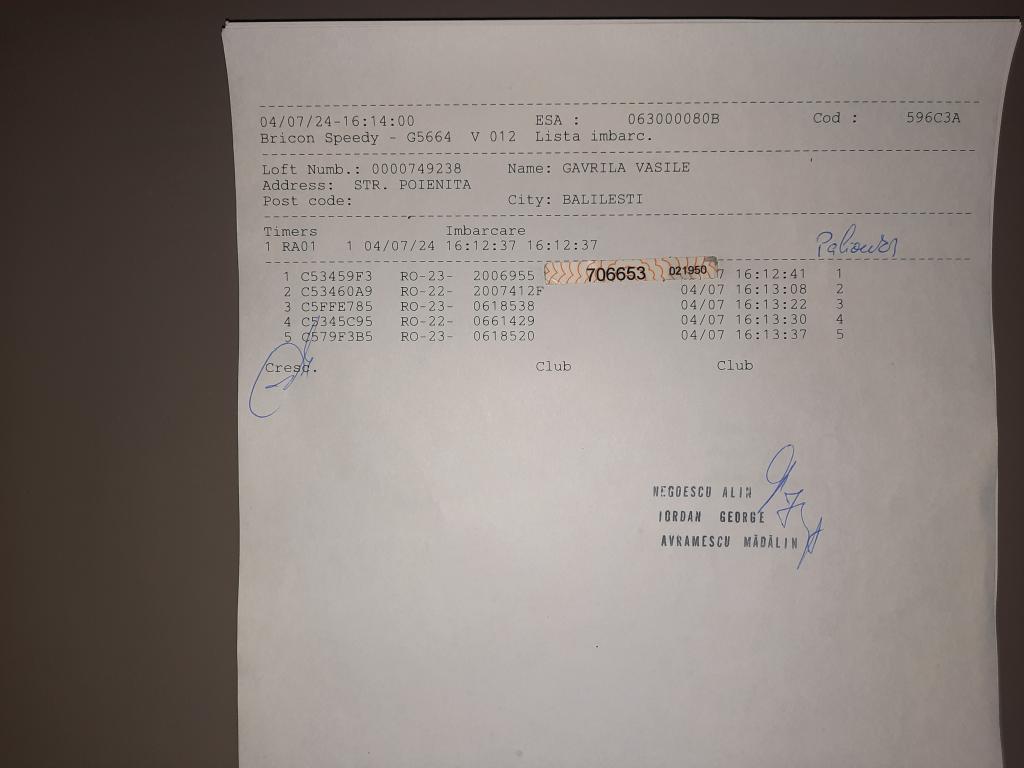 04/07/24-16:14:00 ESA : 063000080B Cod : 596C3A
Bricon Speedy - G5664 V 012 Lista imbarc.
Loft Numb.: 0000749238 Name: GAVRILA VASILE
Address: STR. POIENITA
Post code: City: BALILESTI
Timers Imbarcare
1 RA01 1 04/07/24 16:12:37 16:12:37
1 C53459F3 RO-23- 2006955 706653 021950 7 16:12:41 1
2 C53460A9 RO-22- 2007412F 04/07 16:13:08 2
3 C5FFE785 RO-23- 0618538 04/07 16:13:22 3
4 C5345C95 RO-22- 0661429 04/07 16:13:30 4
5 C579F3B5 RO-23- 0618520 04/07 16:13:37 5
Cresc. Club Club
NEGOESCU ALIN
IORDAN GEORGE
AVRAMESCU MĂDĂLIN